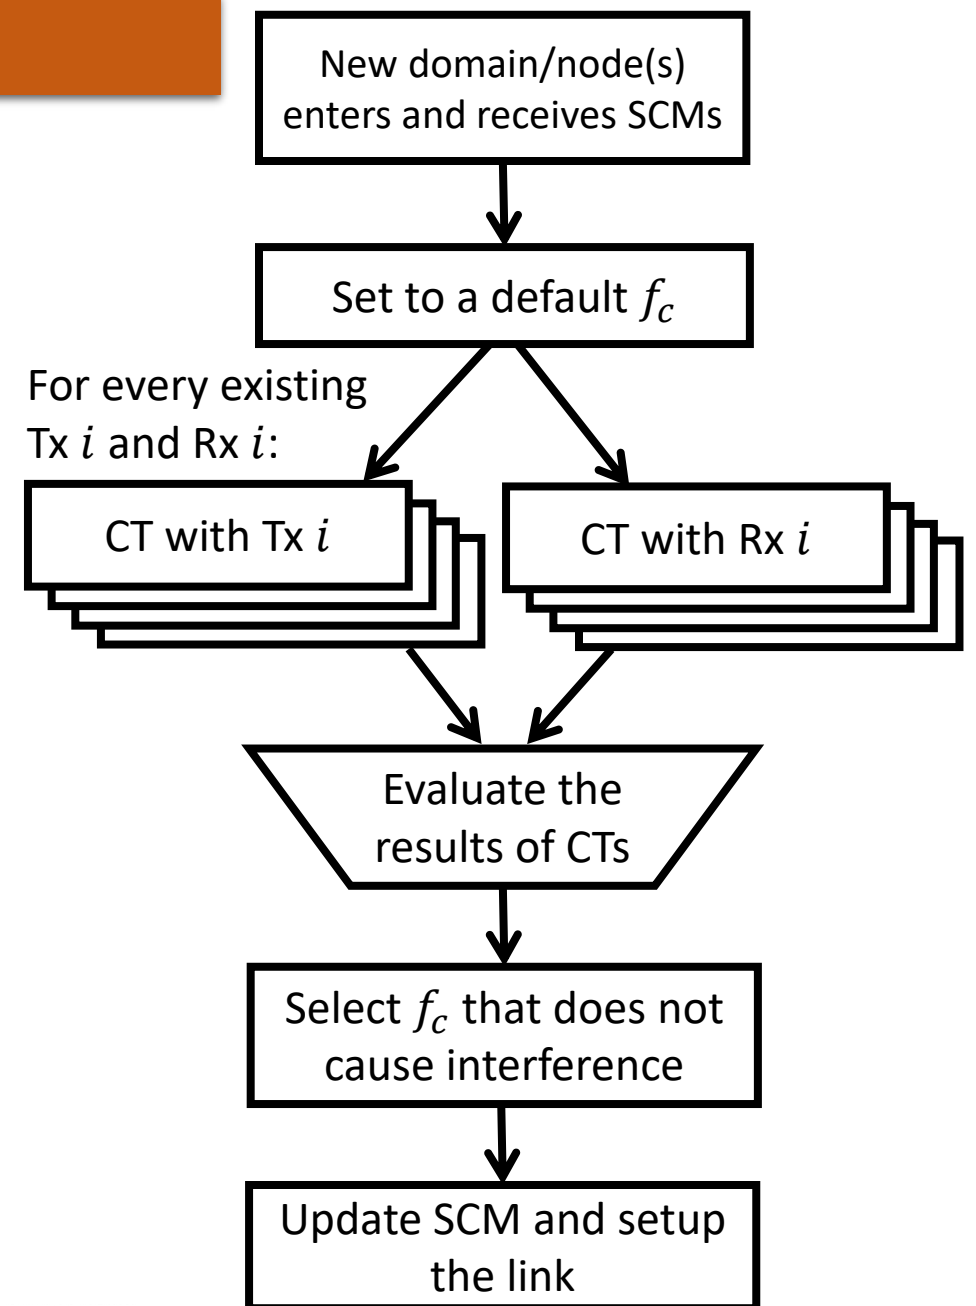 New domain/node(s)
enters and receives SCMs
Set to a default f_c
For every existing
Tx i and Rx i:
CT with Tx i
CT with Rx i
Evaluate the
results of CTs
Select f_c that does not
cause interference
Update SCM and setup
the link